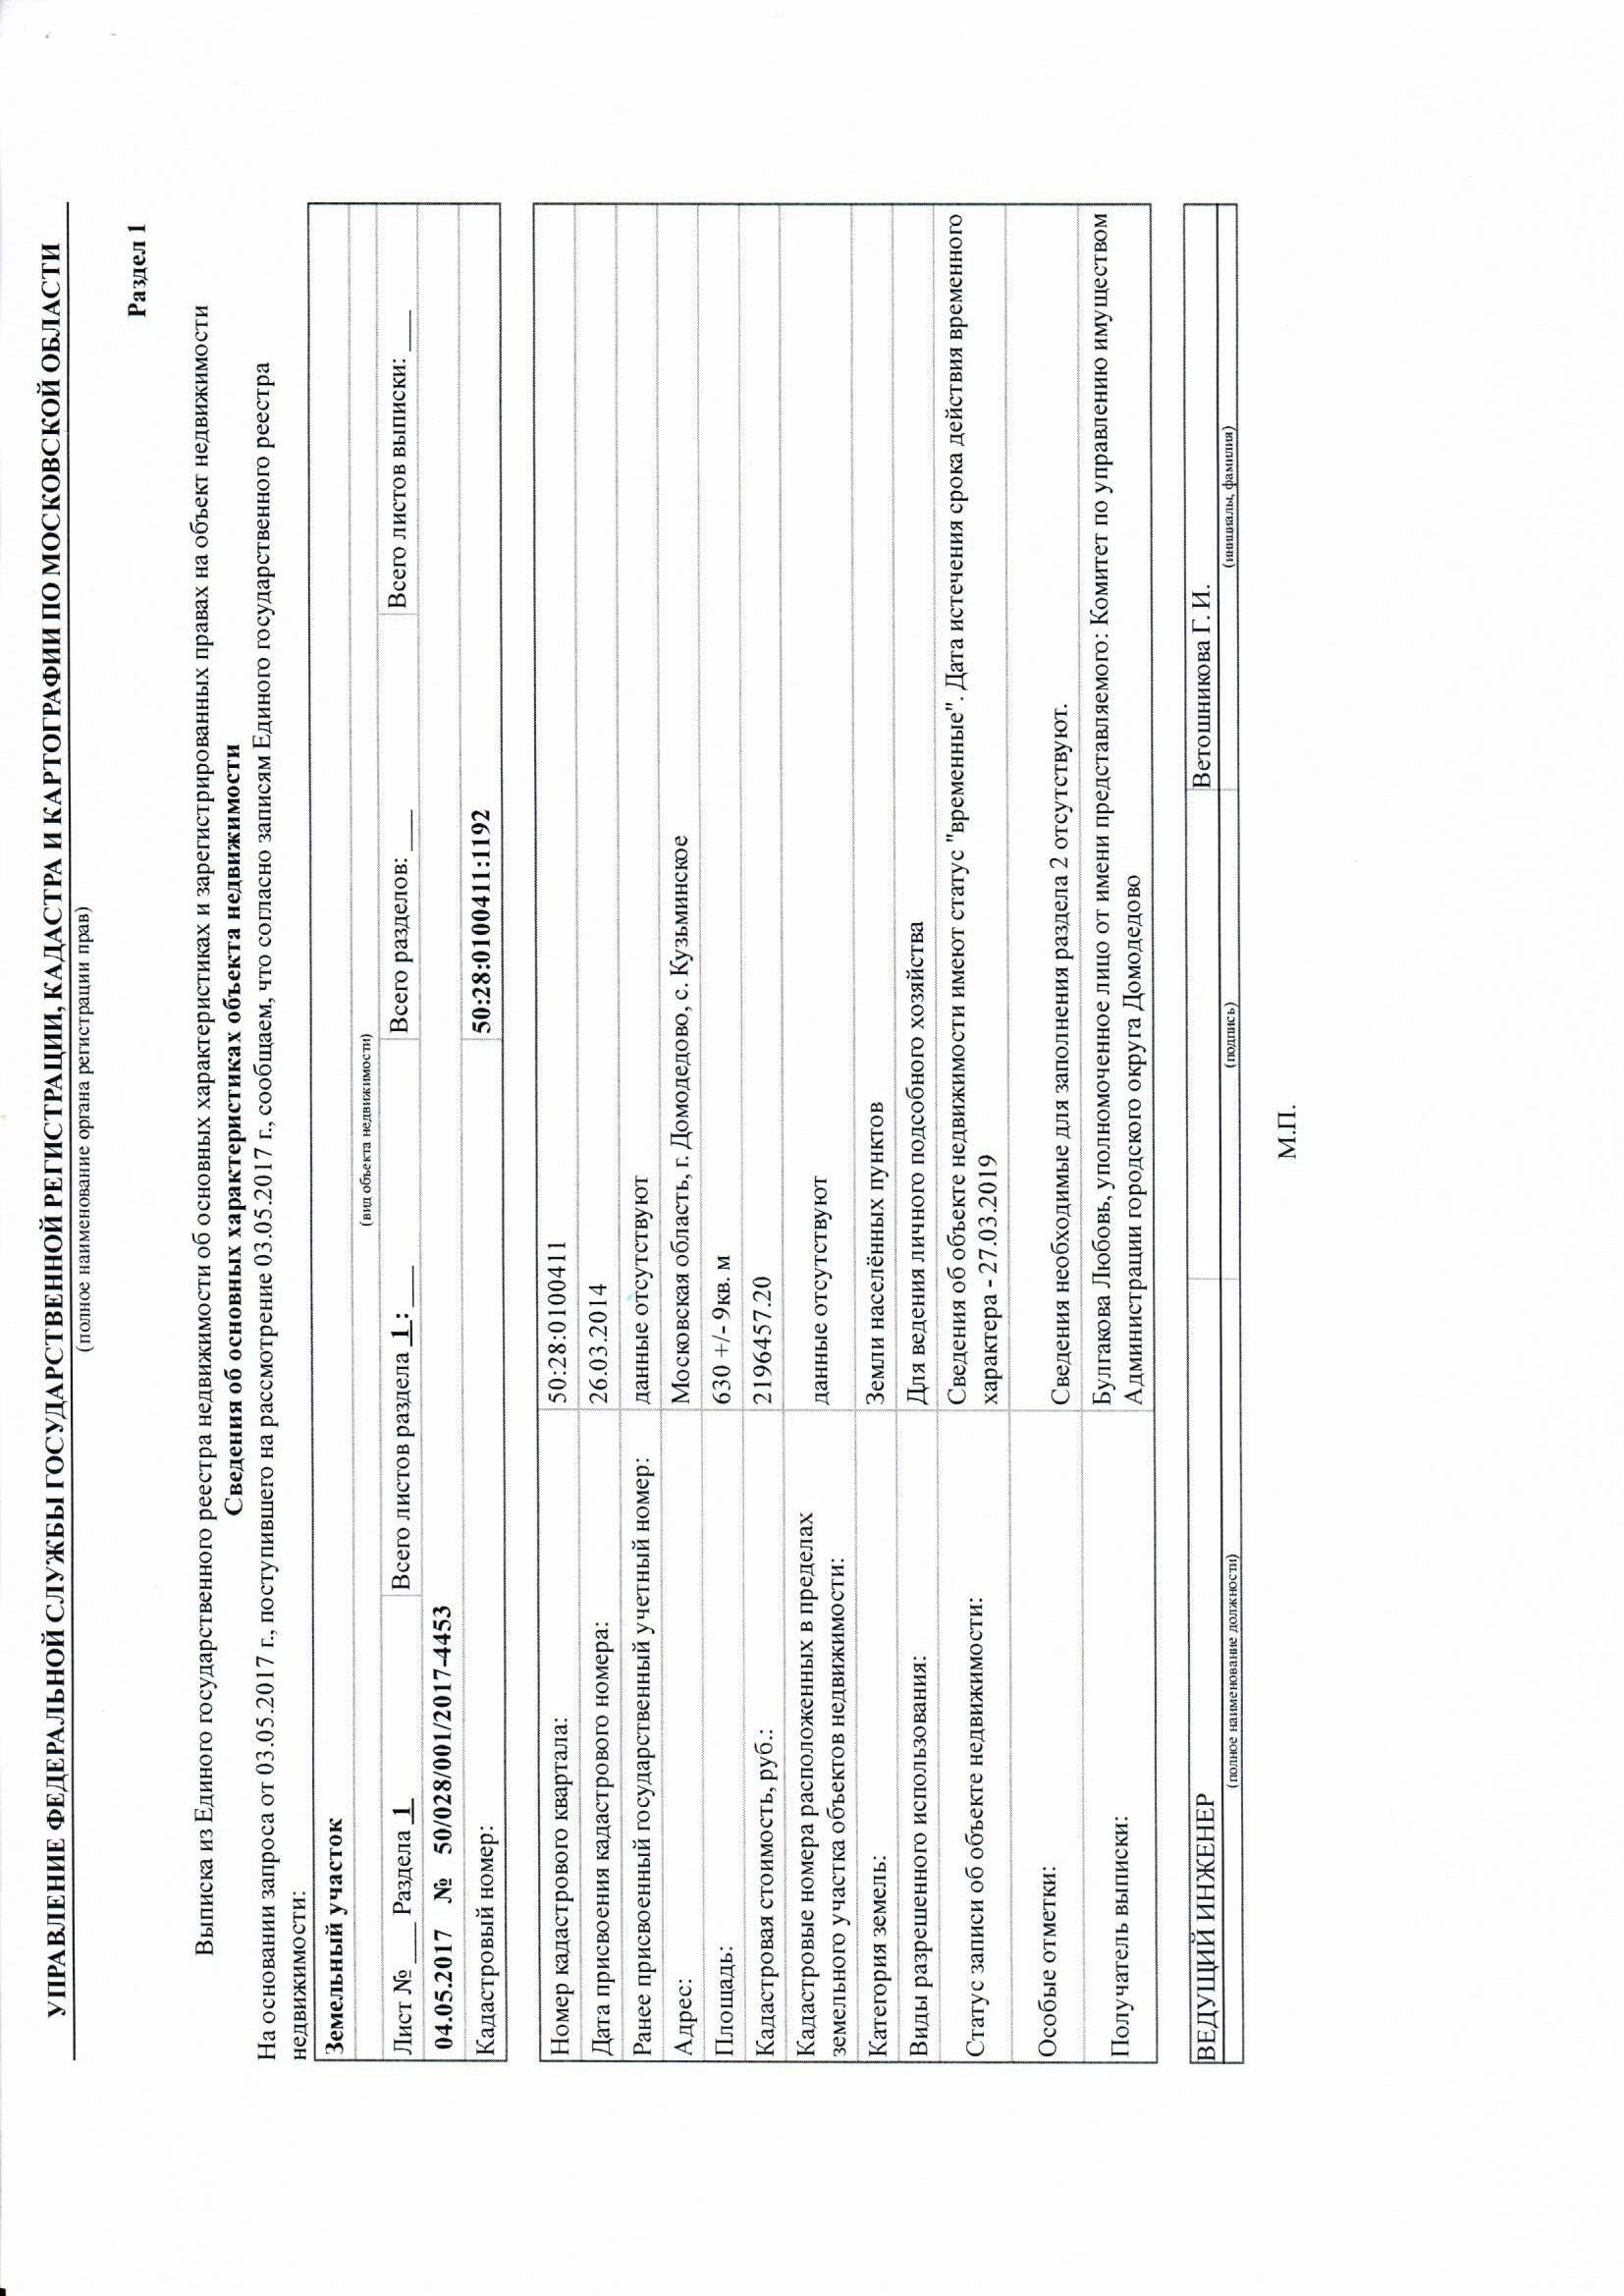 УПРАВЛЕНИЕ ФЕДЕРАЛЬНОЙ СЛУЖБЫ ГОСУДАРСТВЕННОЙ РЕГИСТРАЦИИ, КАДАСТРА И КАРТОГРАФИИ ПО МОСКОВСКОЙ ОБЛАСТИ
(полное наименование органа регистрации прав)
Раздел 1
Выписка из Единого государственного реестра недвижимости об основных характеристиках и зарегистрированных правах на объект недвижимости
Сведения об основных характеристиках объекта недвижимости
На основании запроса от 03.05.2017 г., поступившего на рассмотрение 03.05.2017 г., сообщаем, что согласно записям Единого государственного реестра
недвижимости:
Земельный участок
(вид объекта недвижимости)
Лист № ___ Раздела 1 Всего листов раздела 1 : ___ Всего разделов: ___ Всего листов выписки: ___
04.05.2017 № 50/028/001/2017-4453
Кадастровый номер: 50:28:0100411:1192
Номер кадастрового квартала: 50:28:0100411
Дата присвоения кадастрового номера: 26.03.2014
Ранее присвоенный государственный учетный номер: данные отсутствуют
Адрес: Московская область, г. Домодедово, с. Кузьминское
Площадь: 630 +/- 9кв. м
Кадастровая стоимость, руб.: 2196457.20
Кадастровые номера расположенных в пределах
земельного участка объектов недвижимости: данные отсутствуют
Категория земель: Земли населённых пунктов
Виды разрешенного использования: Для ведения личного подсобного хозяйства
Статус записи об объекте недвижимости: Сведения об объекте недвижимости имеют статус "временные". Дата истечения срока действия временного
характера - 27.03.2019
Особые отметки: Сведения необходимые для заполнения раздела 2 отсутствуют.
Получатель выписки: Булгакова Любовь, уполномоченное лицо от имени представляемого: Комитет по управлению имуществом
Администрации городского округа Домодедово
ВЕДУЩИЙ ИНЖЕНЕР Ветошникова Г. И.
(полное наименование должности) (подпись) (инициалы, фамилия)
М.П.